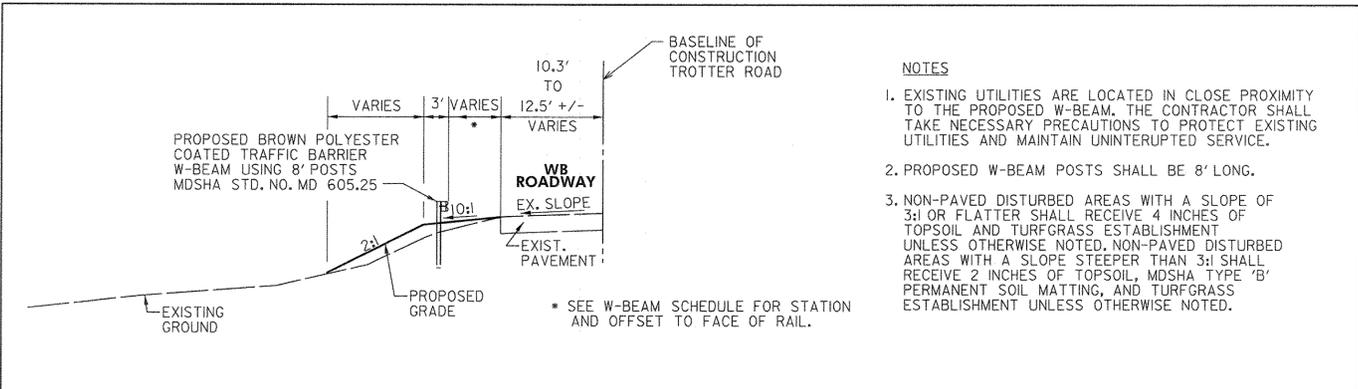 BASELINE OF
CONSTRUCTION
TROTTER ROAD
10.3'
TO
12.5' +/-
VARIES
VARIES
3'
VARIES
*
PROPOSED BROWN POLYESTER
COATED TRAFFIC BARRIER
W-BEAM USING 8' POSTS
MDSHA STD. NO. MD 605.25
WB
ROADWAY
EX. SLOPE
10:1
2:1
EXIST.
PAVEMENT
PROPOSED
GRADE
EXISTING
GROUND
* SEE W-BEAM SCHEDULE FOR STATION
AND OFFSET TO FACE OF RAIL.
NOTES
1. EXISTING UTILITIES ARE LOCATED IN CLOSE PROXIMITY
TO THE PROPOSED W-BEAM. THE CONTRACTOR SHALL
TAKE NECESSARY PRECAUTIONS TO PROTECT EXISTING
UTILITIES AND MAINTAIN UNINTERUPTED SERVICE.
2. PROPOSED W-BEAM POSTS SHALL BE 8' LONG.
3. NON-PAVED DISTURBED AREAS WITH A SLOPE OF
3:1 OR FLATTER SHALL RECEIVE 4 INCHES OF
TOPSOIL AND TURFGRASS ESTABLISHMENT
UNLESS OTHERWISE NOTED. NON-PAVED DISTURBED
AREAS WITH A SLOPE STEEPER THAN 3:1 SHALL
RECEIVE 2 INCHES OF TOPSOIL, MDSHA TYPE 'B'
PERMANENT SOIL MATTING, AND TURFGRASS
ESTABLISHMENT UNLESS OTHERWISE NOTED.